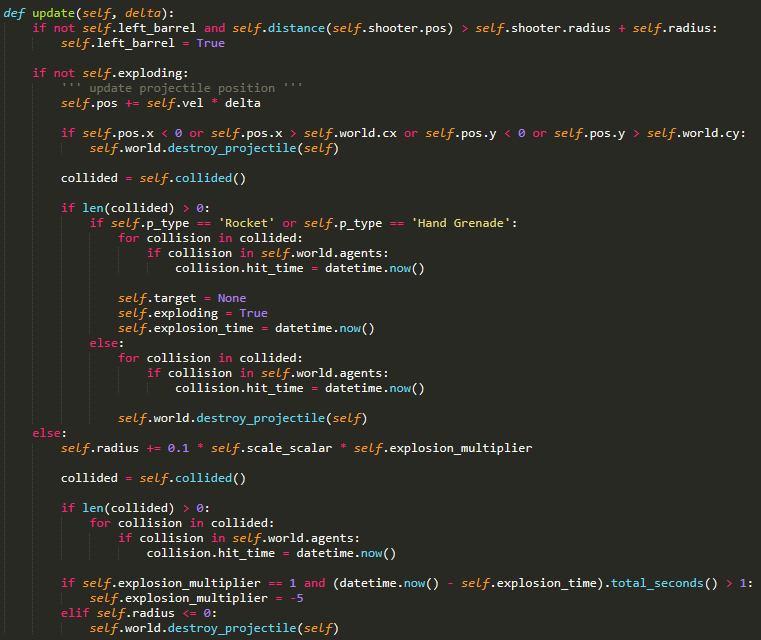 def update(self, delta):
    if not self.left_barrel and self.distance(self.shooter.pos) > self.shooter.radius + self.radius:
        self.left_barrel = True

    if not self.exploding:
        ''' update projectile position '''
        self.pos += self.vel * delta

        if self.pos.x < 0 or self.pos.x > self.world.cx or self.pos.y < 0 or self.pos.y > self.world.cy:
            self.world.destroy_projectile(self)

        collided = self.collided()

        if len(collided) > 0:
            if self.p_type == 'Rocket' or self.p_type == 'Hand Grenade':
                for collision in collided:
                    if collision in self.world.agents:
                        collision.hit_time = datetime.now()

                self.target = None
                self.exploding = True
                self.explosion_time = datetime.now()
            else:
                for collision in collided:
                    if collision in self.world.agents:
                        collision.hit_time = datetime.now()

                self.world.destroy_projectile(self)
    else:
        self.radius += 0.1 * self.scale_scalar * self.explosion_multiplier

        collided = self.collided()

        if len(collided) > 0:
            for collision in collided:
                if collision in self.world.agents:
                    collision.hit_time = datetime.now()

        if self.explosion_multiplier == 1 and (datetime.now() - self.explosion_time).total_seconds() > 1:
            self.explosion_multiplier = -5
        elif self.radius <= 0:
            self.world.destroy_projectile(self)